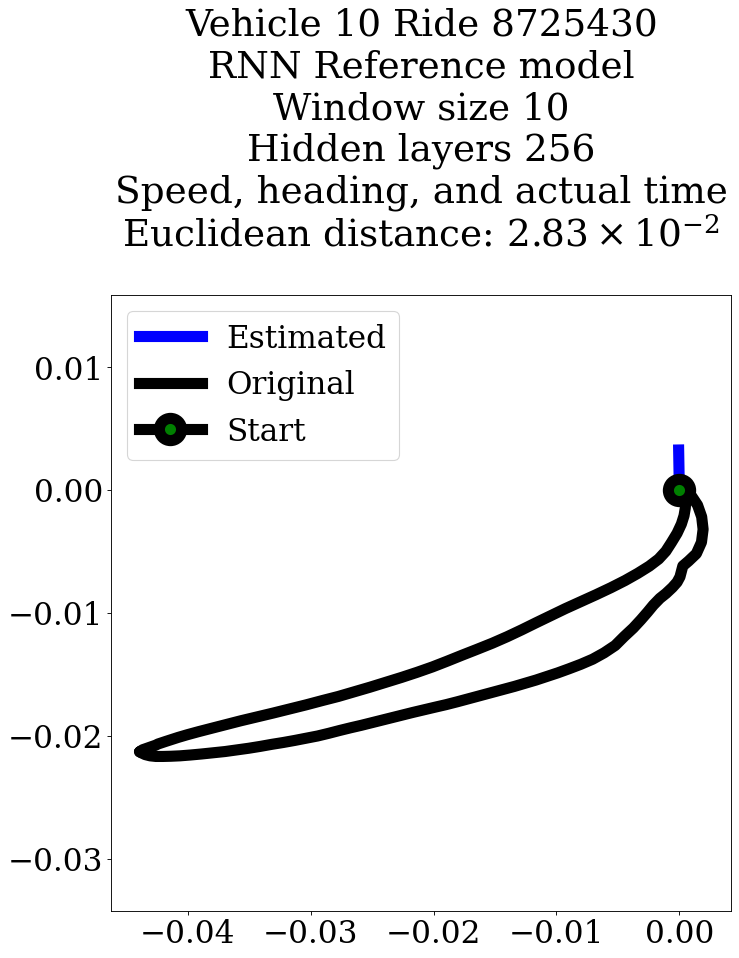 Vehicle 10 Ride 8725430
RNN Reference model
Window size 10
Hidden layers 256
Speed, heading, and actual time
Euclidean distance: 2.83 × 10⁻²
Estimated
Original
Start
0.01
0.00
−0.01
−0.02
−0.03
−0.04 −0.03 −0.02 −0.01 0.00